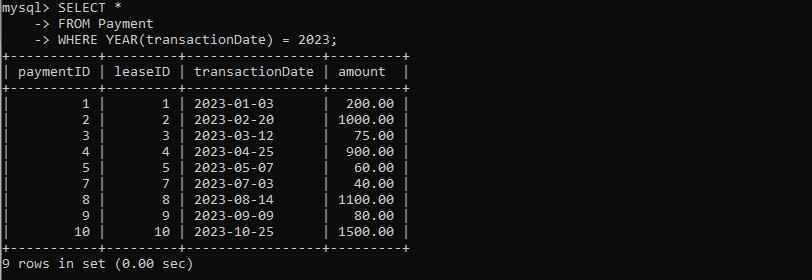 mysql> SELECT *
    -> FROM Payment
    -> WHERE YEAR(transactionDate) = 2023;
+-----------+---------+-----------------+---------+
| paymentID | leaseID | transactionDate | amount  |
+-----------+---------+-----------------+---------+
|         1 |       1 | 2023-01-03      |  200.00 |
|         2 |       2 | 2023-02-20      | 1000.00 |
|         3 |       3 | 2023-03-12      |   75.00 |
|         4 |       4 | 2023-04-25      |  900.00 |
|         5 |       5 | 2023-05-07      |   60.00 |
|         7 |       7 | 2023-07-03      |   40.00 |
|         8 |       8 | 2023-08-14      | 1100.00 |
|         9 |       9 | 2023-09-09      |   80.00 |
|        10 |      10 | 2023-10-25      | 1500.00 |
+-----------+---------+-----------------+---------+
9 rows in set (0.00 sec)